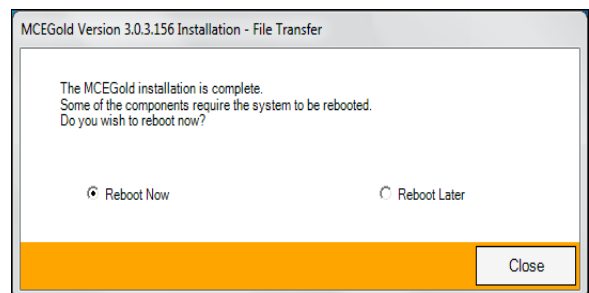 MCEGold Version 3.0.3.156 Installation - File Transfer
The MCEGold installation is complete.
Some of the components require the system to be rebooted.
Do you wish to reboot now?
Reboot Now
Reboot Later
Close